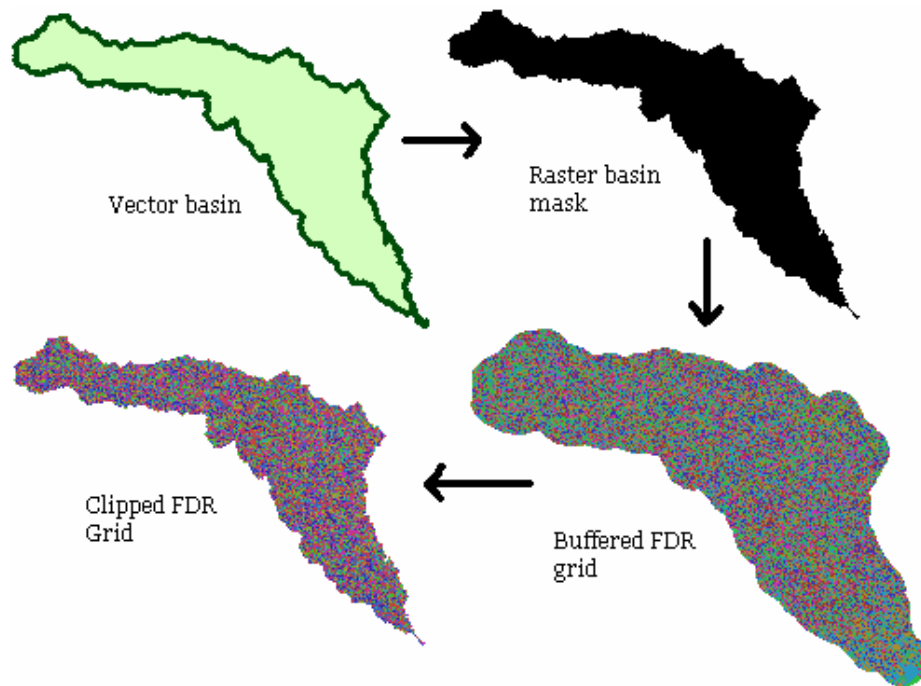 Vector basin
Raster basin
mask
Clipped FDR
Grid
Buffered FDR
grid